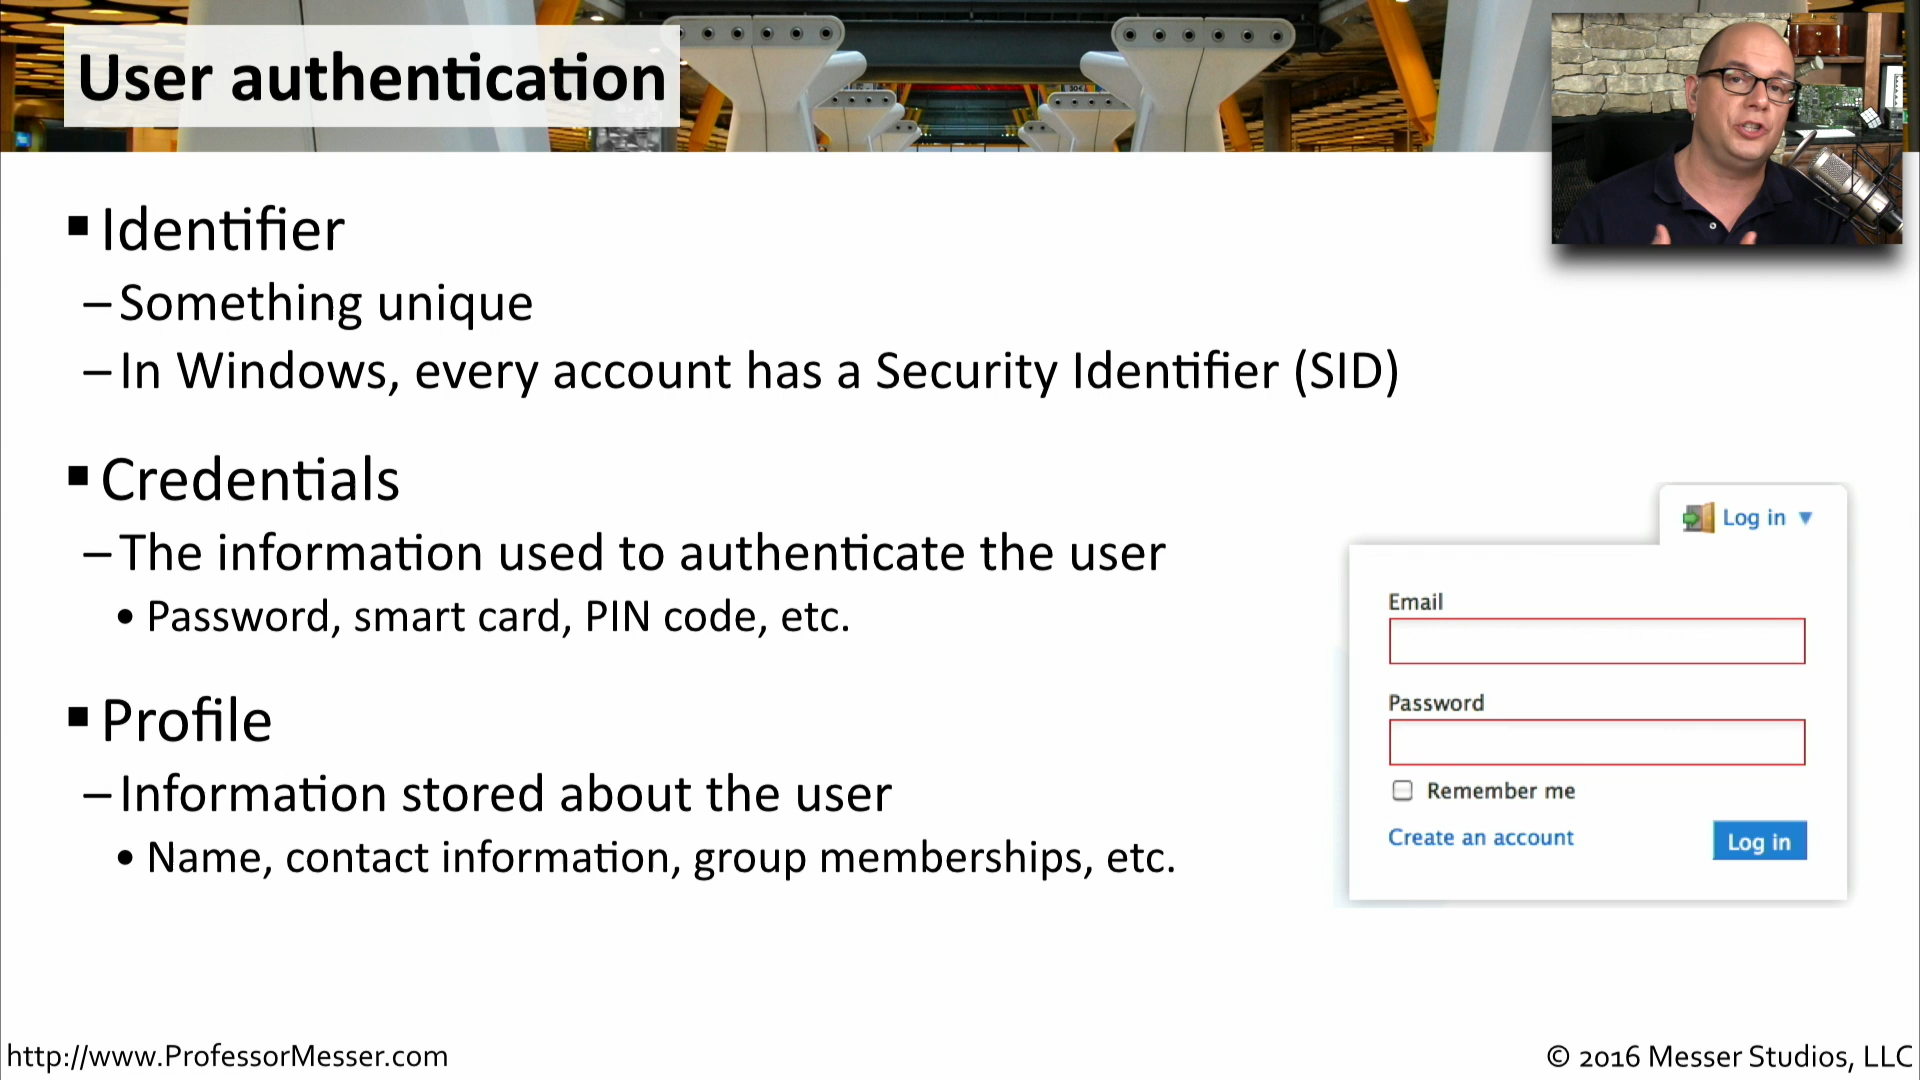 User authentication
▪ Identifier
– Something unique
– In Windows, every account has a Security Identifier (SID)
▪ Credentials
– The information used to authenticate the user
• Password, smart card, PIN code, etc.
▪ Profile
– Information stored about the user
• Name, contact information, group memberships, etc.
Log in ▼
Email
Password
Remember me
Create an account
Log in
http://www.ProfessorMesser.com
© 2016 Messer Studios, LLC